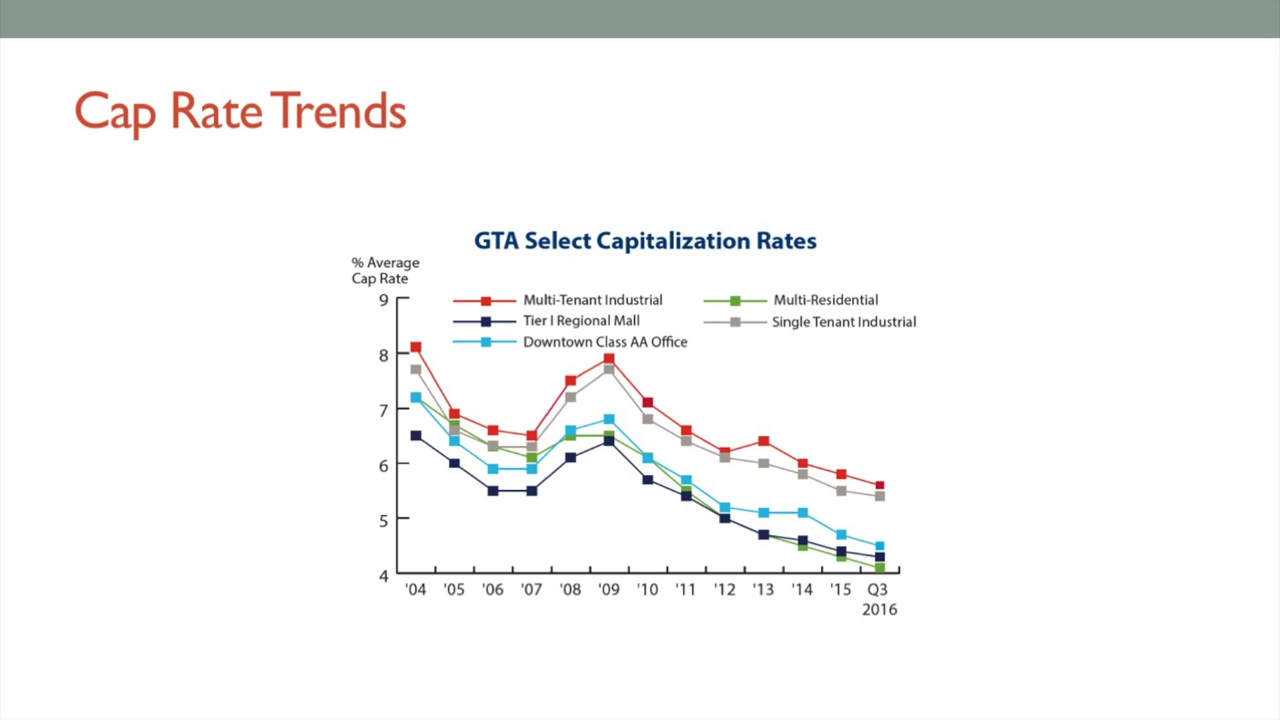 Cap Rate Trends
GTA Select Capitalization Rates
% Average
Cap Rate
Multi-Tenant Industrial
Multi-Residential
Tier I Regional Mall
Single Tenant Industrial
Downtown Class AA Office
9
8
7
6
5
4
'04 '05 '06 '07 '08 '09 '10 '11 '12 '13 '14 '15 Q3
2016